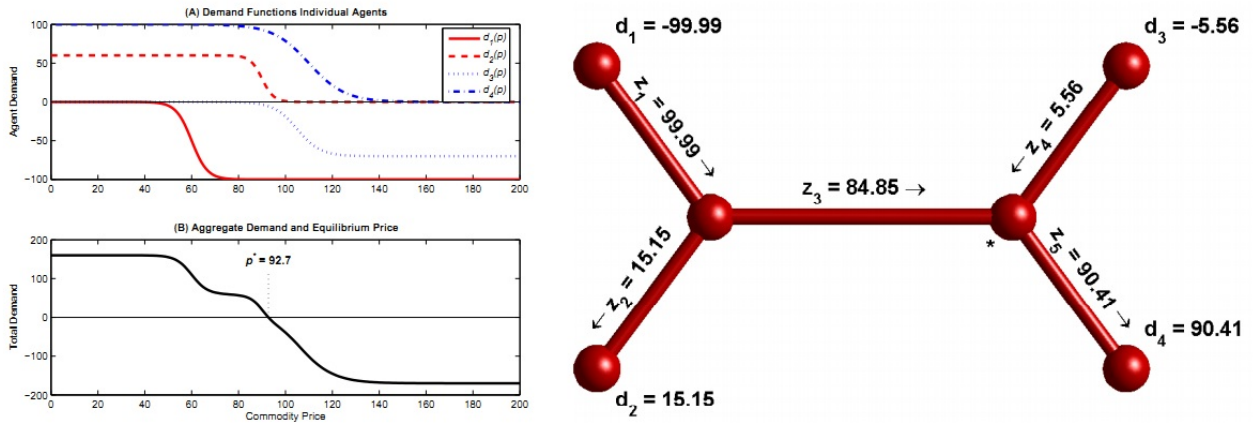 (A) Demand Functions Individual Agents
100
50
0
−50
−100
Agent Demand
d₁(p)
d₂(p)
d₃(p)
d₄(p)
0 20 40 60 80 100 120 140 160 180 200
(B) Aggregate Demand and Equilibrium Price
200
100
0
−100
−200
Total Demand
p* = 92.7
0 20 40 60 80 100 120 140 160 180 200
Commodity Price
d₁ = -99.99
d₃ = -5.56
z₁ = 99.99 →
← z₄ = 5.56
z₃ = 84.85 →
*
← z₂ = 15.15
z₅ = 90.41 →
d₂ = 15.15
d₄ = 90.41